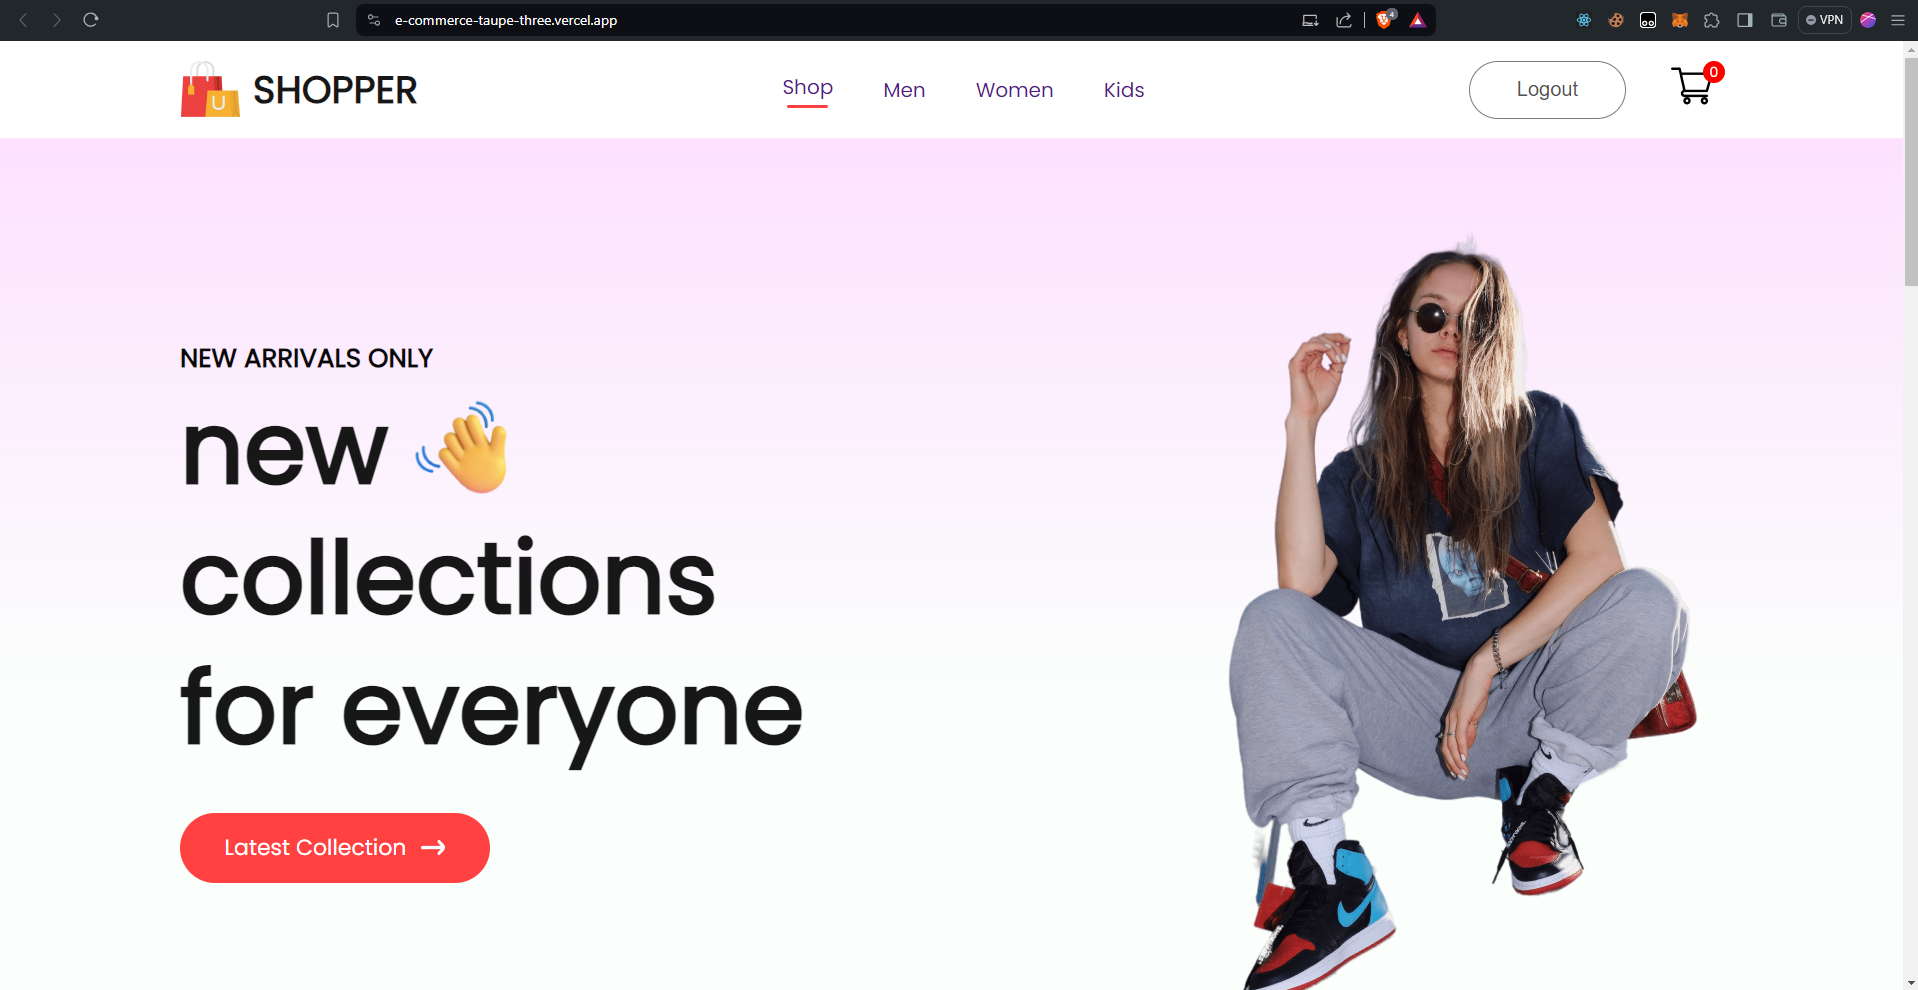 e-commerce-taupe-three.vercel.app
4
VPN
U
SHOPPER
Shop
Men
Women
Kids
Logout
0
NEW ARRIVALS ONLY
new
collections
for everyone
Latest Collection